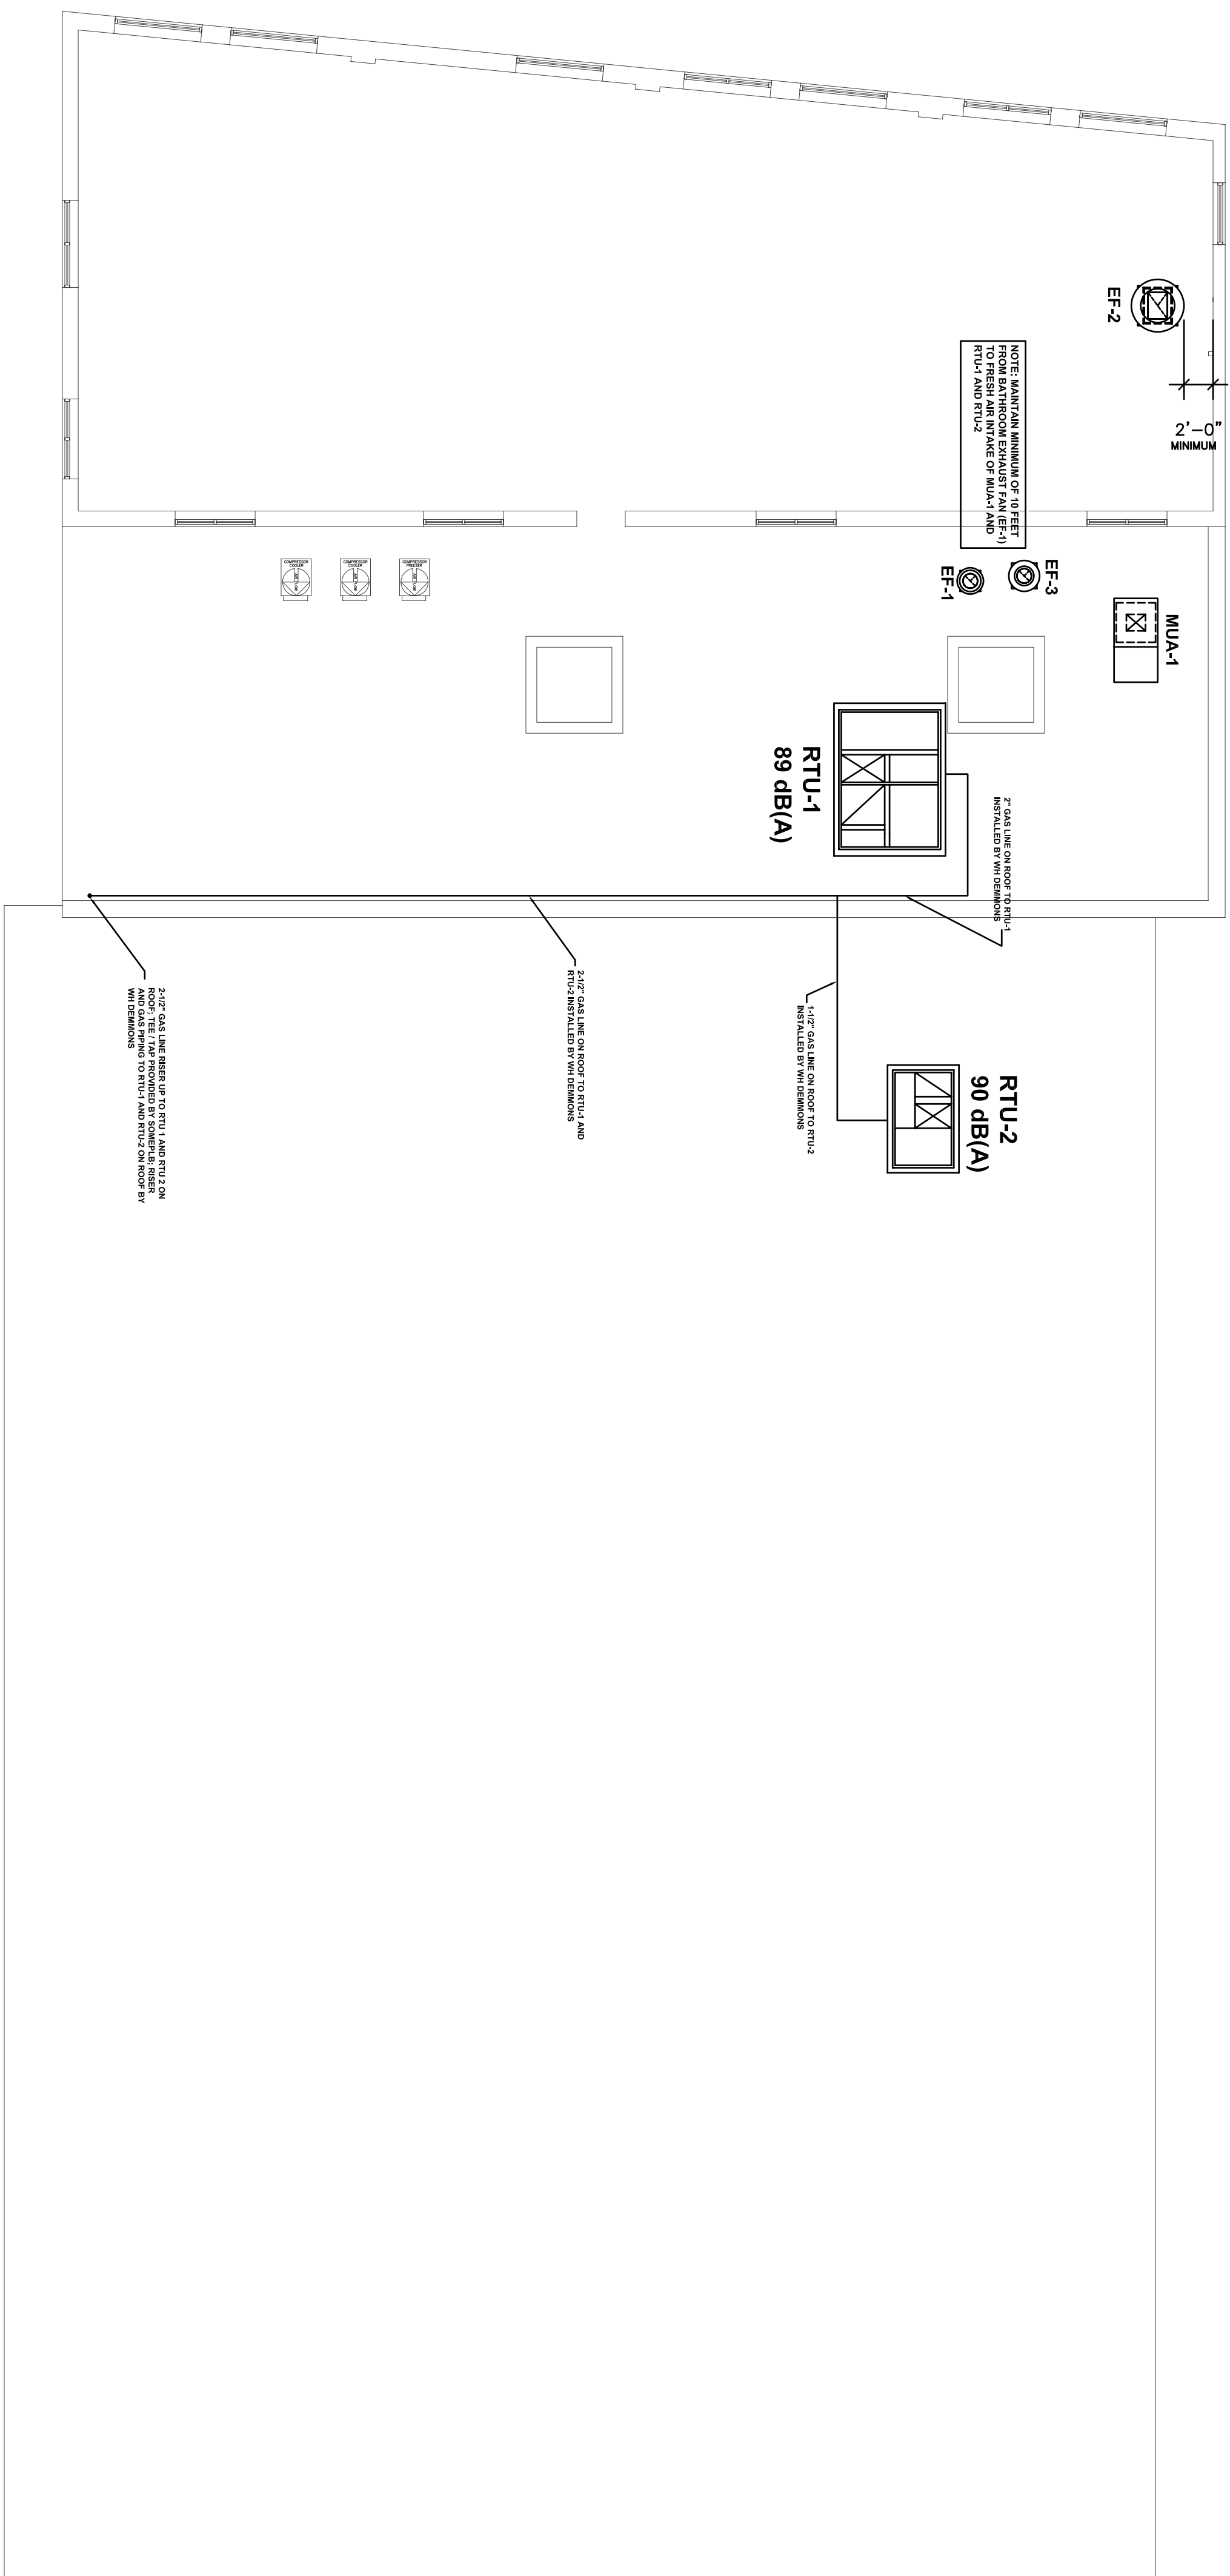 EF-2
2'-0"
MINIMUM
NOTE: MAINTAIN MINIMUM OF 10 FEET
FROM BATHROOM EXHAUST FAN (EF-1)
TO FRESH AIR INTAKE OF MUA-1 AND
RTU-1 AND RTU-2
EF-3
EF-1
MUA-1
COMPRESSOR
COOLER
AIR FLOW
COMPRESSOR
COOLER
AIR FLOW
COMPRESSOR
FREEZER
AIR FLOW
RTU-1
89 dB(A)
2" GAS LINE ON ROOF TO RTU-1
INSTALLED BY WH DEMMONS
2-1/2" GAS LINE ON ROOF TO RTU-1 AND
RTU-2 INSTALLED BY WH DEMMONS
1-1/2" GAS LINE ON ROOF TO RTU-2
INSTALLED BY WH DEMMONS
RTU-2
90 dB(A)
2-1/2" GAS LINE RISER UP TO RTU 1 AND RTU 2 ON
ROOF; TEE / TAP PROVIDED BY SOMEPLB; RISER
AND GAS PIPING TO RTU-1 AND RTU-2 ON ROOF BY
WH DEMMONS